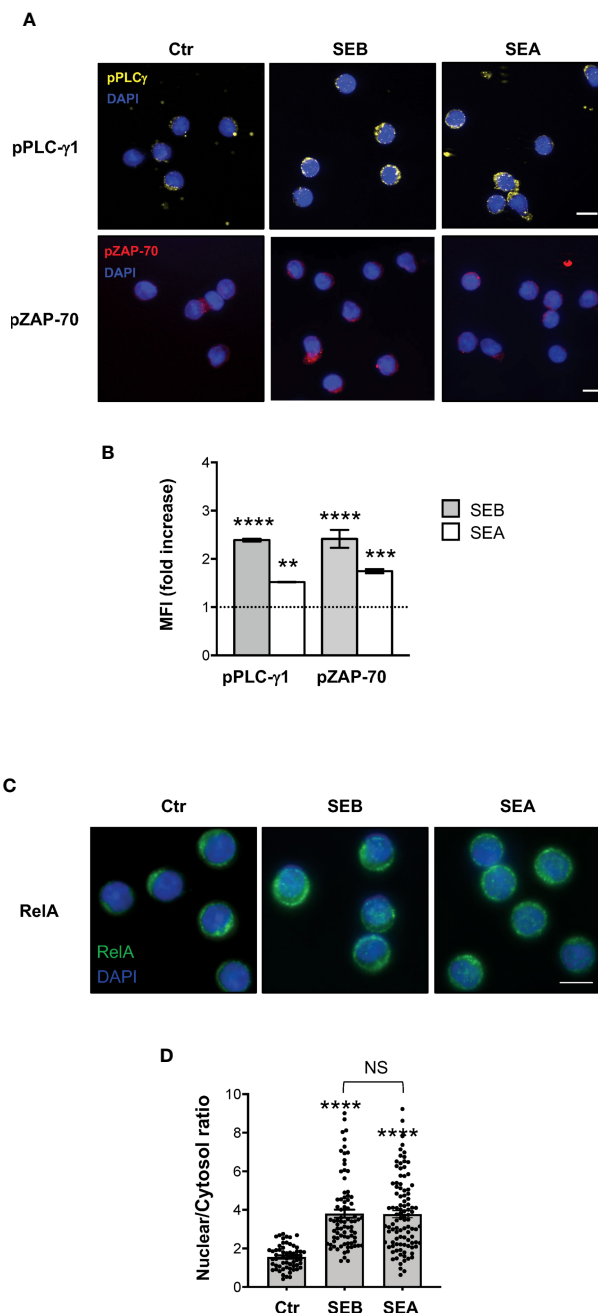 A
Ctr SEB SEA
pPLC-γ1
pPLCγ
DAPI
pZAP-70
pZAP-70
DAPI
B
MFI (fold increase)
4
3
2
1
0
**** ** **** ***
pPLC-γ1 pZAP-70
SEB
SEA
C
Ctr SEB SEA
RelA
RelA
DAPI
D
Nuclear/Cytosol ratio
10
8
6
4
2
0
NS
**** ****
Ctr SEB SEA